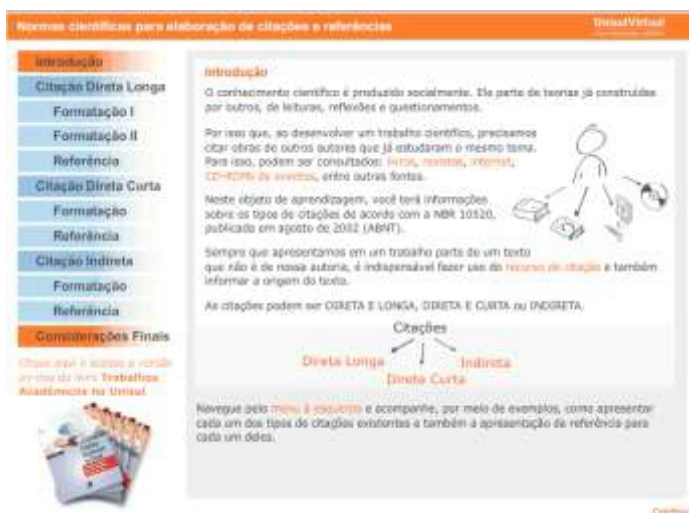 Normas científicas para elaboração de citações e referências
UnisulVirtual
Introdução
Citação Direta Longa
Formatação I
Formatação II
Referência
Citação Direta Curta
Formatação
Referência
Citação Indireta
Formatação
Referência
Considerações Finais
Clique aqui e acesse a versão
on-line do livro Trabalhos
Acadêmicos na Unisul
Introdução
O conhecimento científico é produzido socialmente. Ele parte de teorias já construídas
por outros, de leituras, reflexões e questionamentos.
Por isso que, ao desenvolver um trabalho científico, precisamos
citar obras de outros autores que já estudaram o mesmo tema.
Para isso, podem ser consultados: livros, revistas, internet,
CD-ROMs de eventos, entre outras fontes.
Neste objeto de aprendizagem, você terá informações
sobre os tipos de citações de acordo com a NBR 10520,
publicada em agosto de 2002 (ABNT).
Sempre que apresentamos em um trabalho parte de um texto
que não é de nossa autoria, é indispensável fazer uso do recurso de citação e também
informar a origem do texto.
As citações podem ser DIRETA E LONGA, DIRETA E CURTA ou INDIRETA.
Citações
Direta Longa
Indireta
Direta Curta
Navegue pelo menu à esquerda e acompanhe, por meio de exemplos, como apresentar
cada um dos tipos de citações existentes e também a apresentação da referência para
cada um deles.